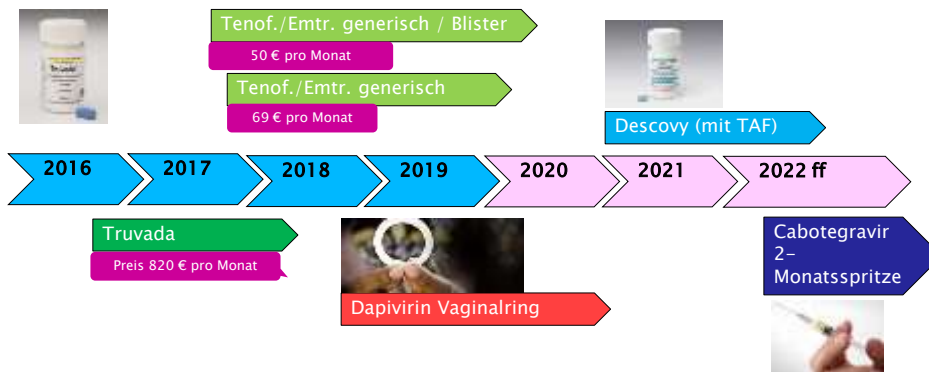 Tenof./Emtr. generisch / Blister
50 € pro Monat
Tenof./Emtr. generisch
69 € pro Monat
Descovy (mit TAF)
2016
2017
2018
2019
2020
2021
2022 ff
Truvada
Preis 820 € pro Monat
Dapivirin Vaginalring
Cabotegravir
2-
Monatsspritze